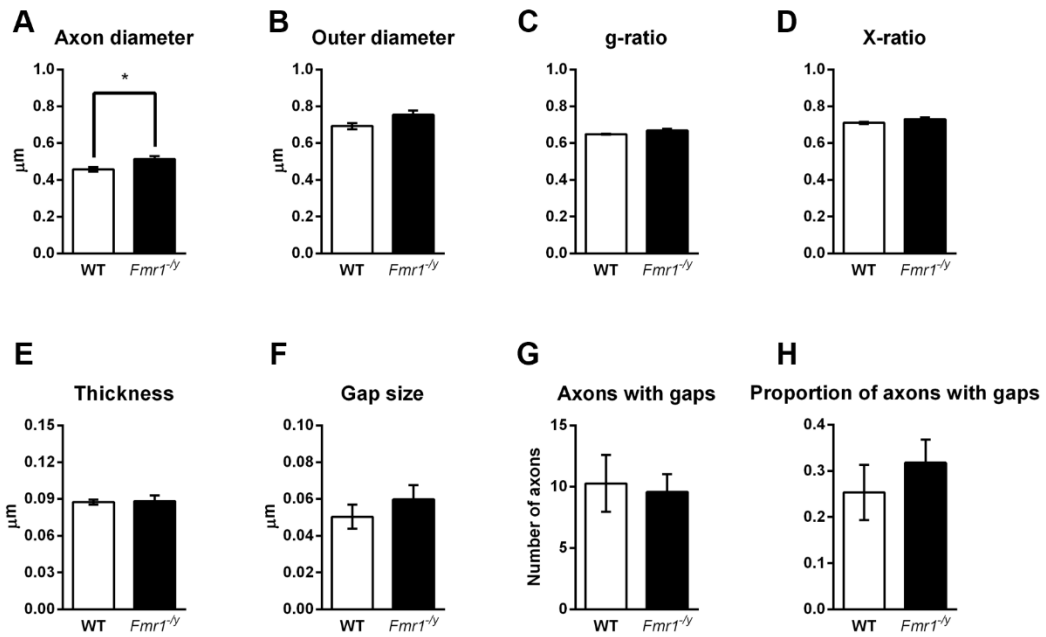 A
Axon diameter
1.0
0.8
0.6
0.4
0.2
0.0
μm
*
WT Fmr1-/y
B
Outer diameter
1.0
0.8
0.6
0.4
0.2
0.0
μm
WT Fmr1-/y
C
g-ratio
1.0
0.8
0.6
0.4
0.2
0.0
WT Fmr1-/y
D
X-ratio
1.0
0.8
0.6
0.4
0.2
0.0
WT Fmr1-/y
E
Thickness
0.15
0.12
0.09
0.06
0.03
0.00
μm
WT Fmr1-/y
F
Gap size
0.10
0.08
0.06
0.04
0.02
0.00
μm
WT Fmr1-/y
G
Axons with gaps
15
10
5
0
Number of axons
WT Fmr1-/y
H
Proportion of axons with gaps
0.4
0.3
0.2
0.1
0.0
WT Fmr1-/y